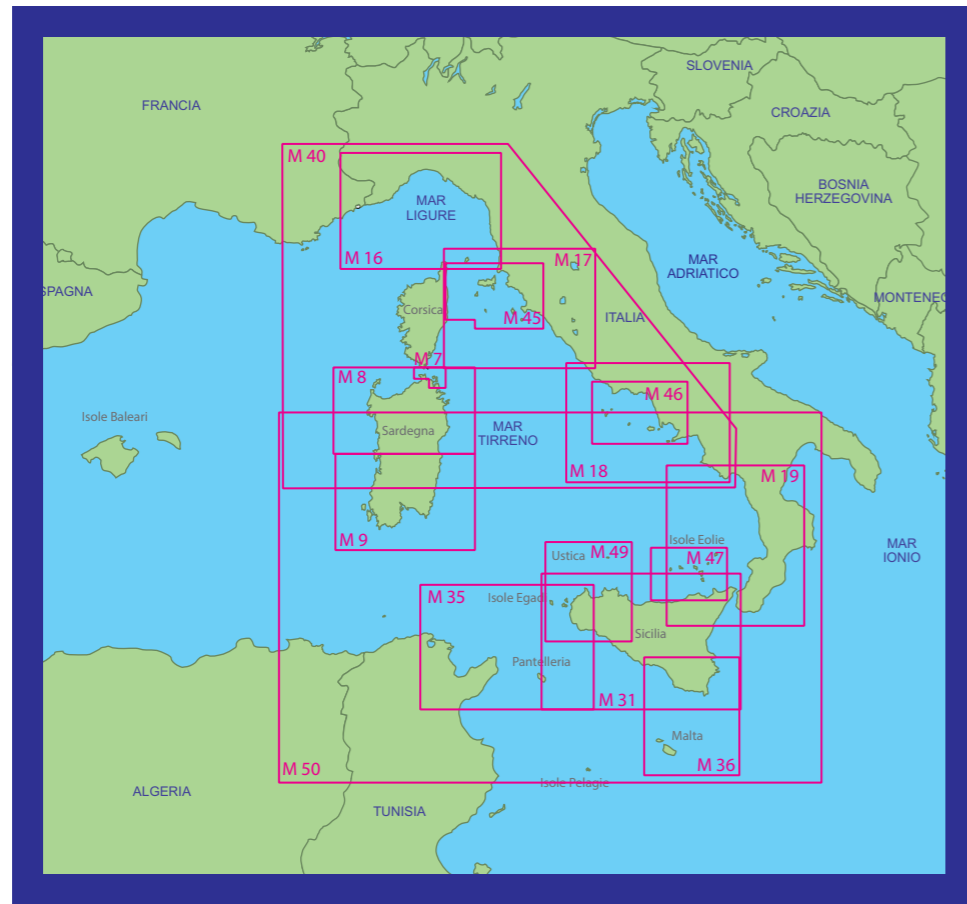 SLOVENIA
FRANCIA
CROAZIA
M 40
BOSNIA
HERZEGOVINA
MAR
LIGURE
M 16
M 17
MAR
ADRIATICO
SPAGNA
MONTENEG
Corsica
M 45
ITALIA
M 7
M 8
M 46
Isole Baleari
Sardegna
MAR
TIRRENO
M 18
M 19
M 9
Isole Eolie
MAR
IONIO
Ustica
M 49
M 47
M 35
Isole Egadi
Sicilia
Pantelleria
M 31
Malta
M 50
M 36
Isole Pelagie
ALGERIA
TUNISIA